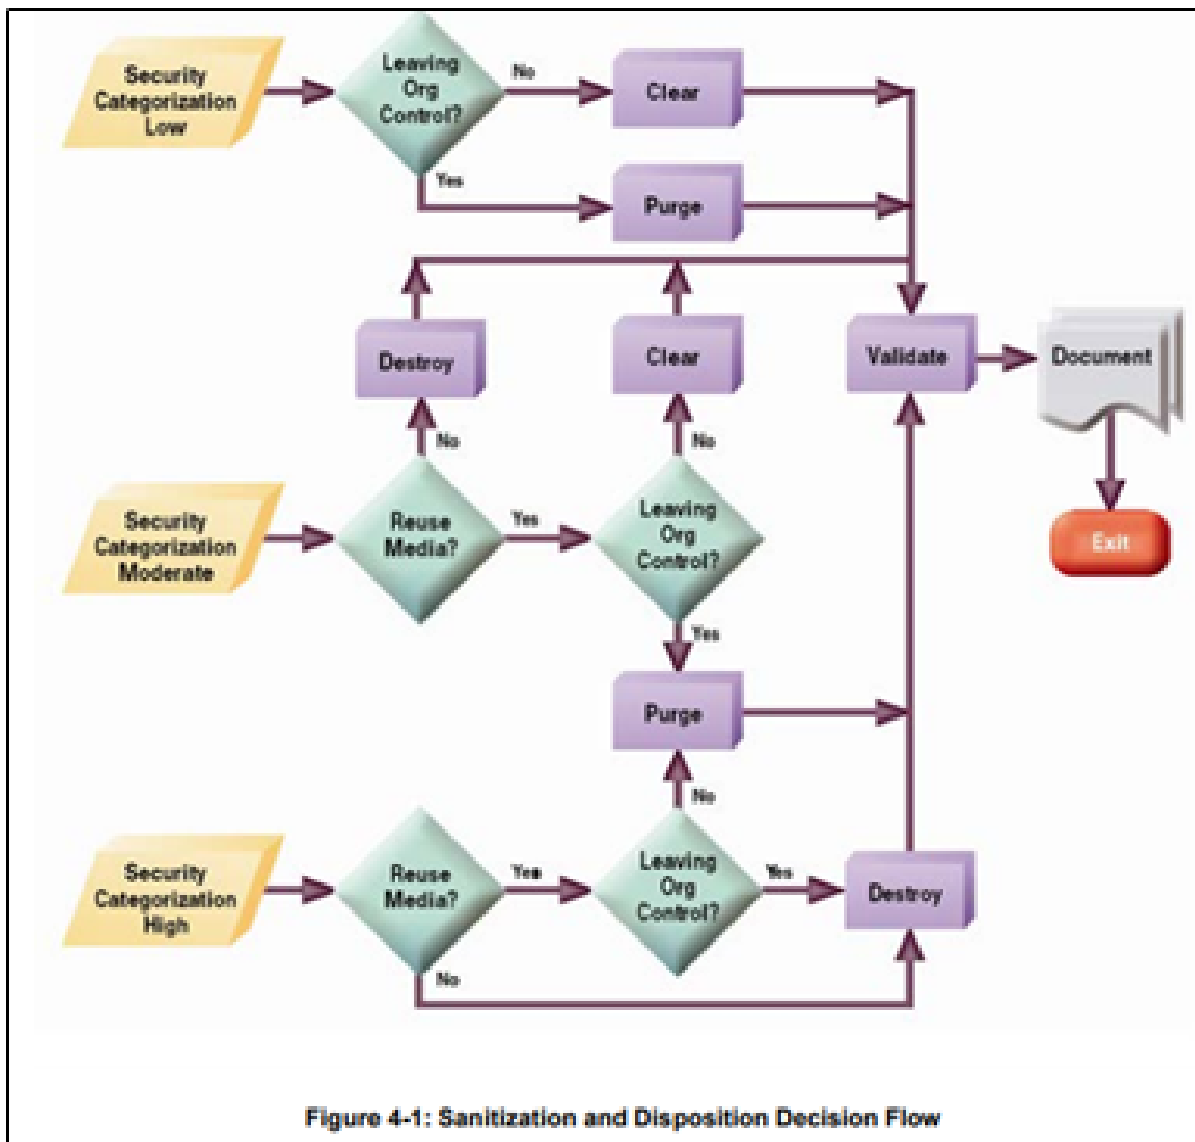 Security
Categorization
Low
Leaving
Org
Control?
No
Clear
Yes
Purge
Destroy
Clear
Validate
Document
No
No
Security
Categorization
Moderate
Reuse
Media?
Yes
Leaving
Org
Control?
Exit
Yes
Purge
No
Security
Categorization
High
Reuse
Media?
Yes
Leaving
Org
Control?
Yes
Destroy
No
Figure 4-1: Sanitization and Disposition Decision Flow